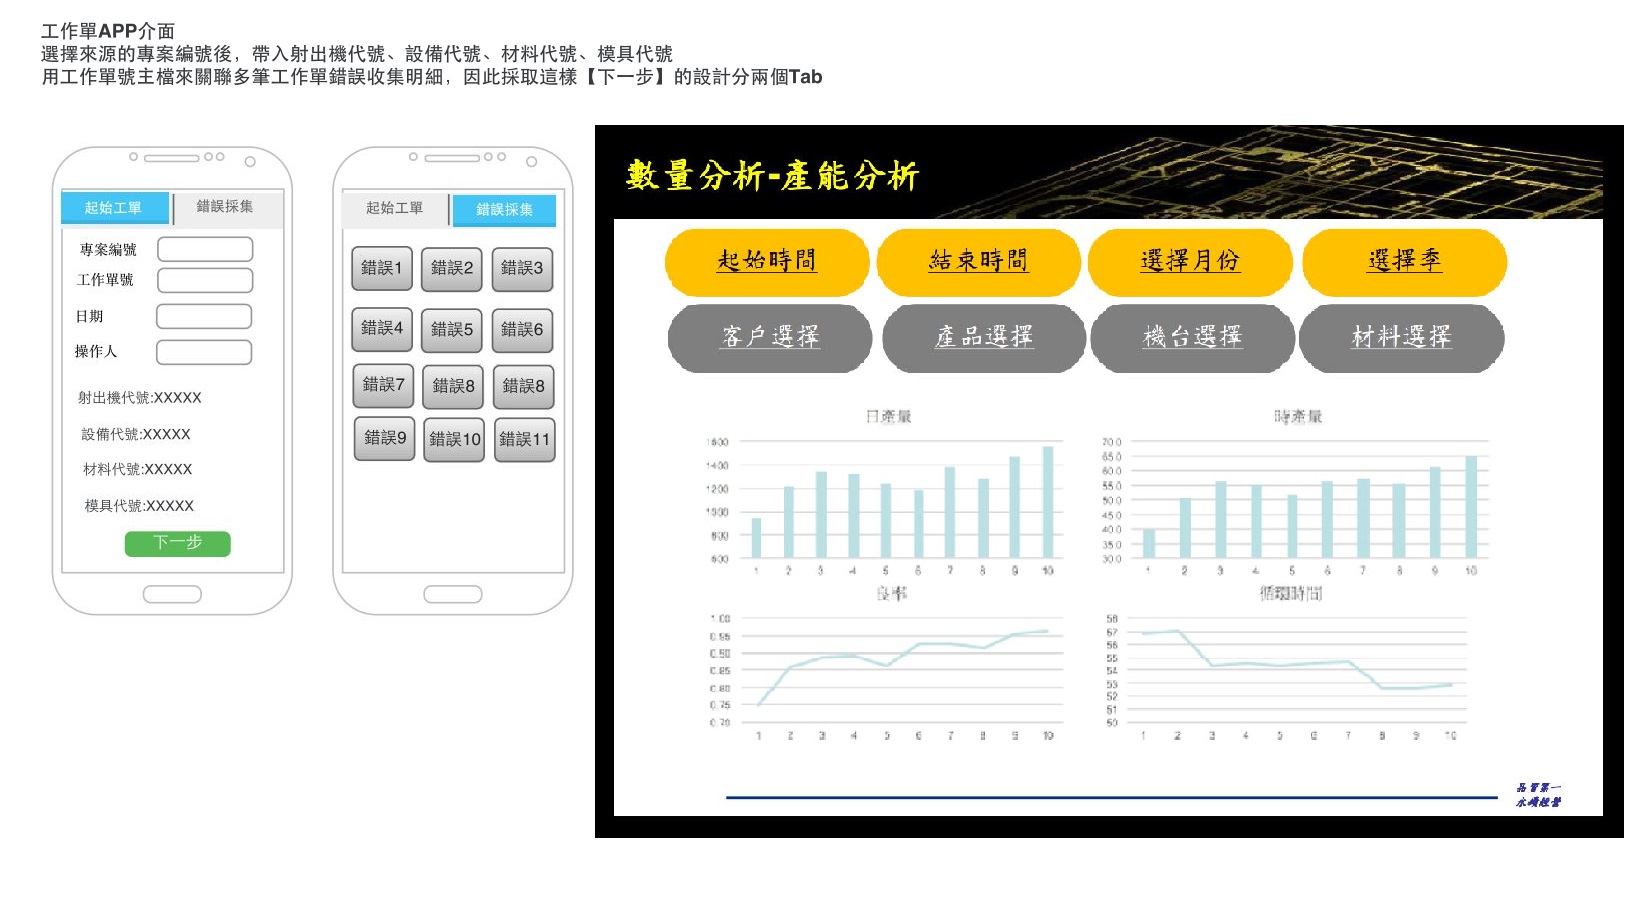 工作單APP介面
選擇來源的專案編號後，帶入射出機代號、設備代號、材料代號、模具代號
用工作單號主檔來關聯多筆工作單錯誤收集明細，因此採取這樣【下一步】的設計分兩個Tab
起始工單 錯誤採集
專案編號
工作單號
日期
操作人
射出機代號:XXXXX
設備代號:XXXXX
材料代號:XXXXX
模具代號:XXXXX
下一步
起始工單 錯誤採集
錯誤1 錯誤2 錯誤3
錯誤4 錯誤5 錯誤6
錯誤7 錯誤8 錯誤8
錯誤9 錯誤10 錯誤11
數量分析-產能分析
起始時間 結束時間 選擇月份 選擇季
客戶選擇 產品選擇 機台選擇 材料選擇
日產量
1600
1400
1200
1000
800
600
1 2 3 4 5 6 7 8 9 10
時產量
70.0
65.0
60.0
55.0
50.0
45.0
40.0
35.0
30.0
1 2 3 4 5 6 7 8 9 10
良率
1.00
0.95
0.90
0.85
0.80
0.75
0.70
1 2 3 4 5 6 7 8 9 10
循環時間
58
57
56
55
54
53
52
51
50
1 2 3 4 5 6 7 8 9 10
品質第一
永續經營